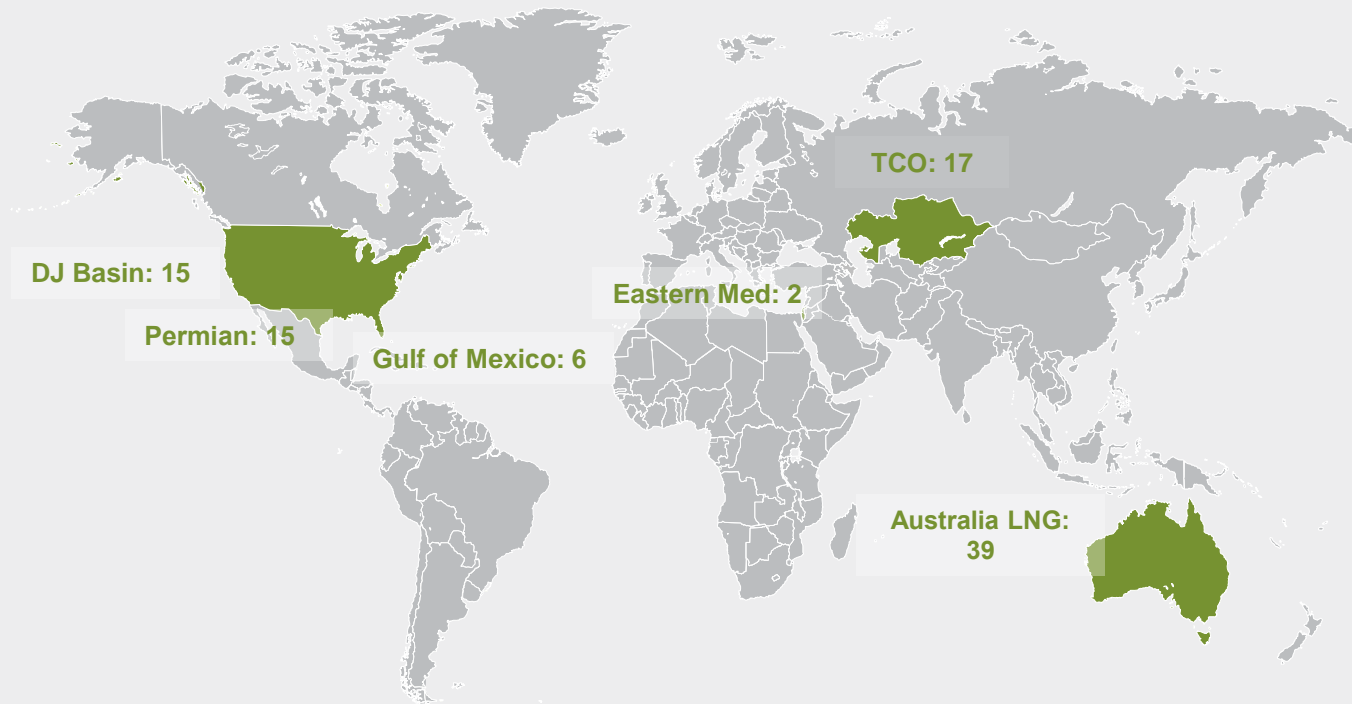 TCO: 17
DJ Basin: 15
Eastern Med: 2
Permian: 15
Gulf of Mexico: 6
Australia LNG:
39